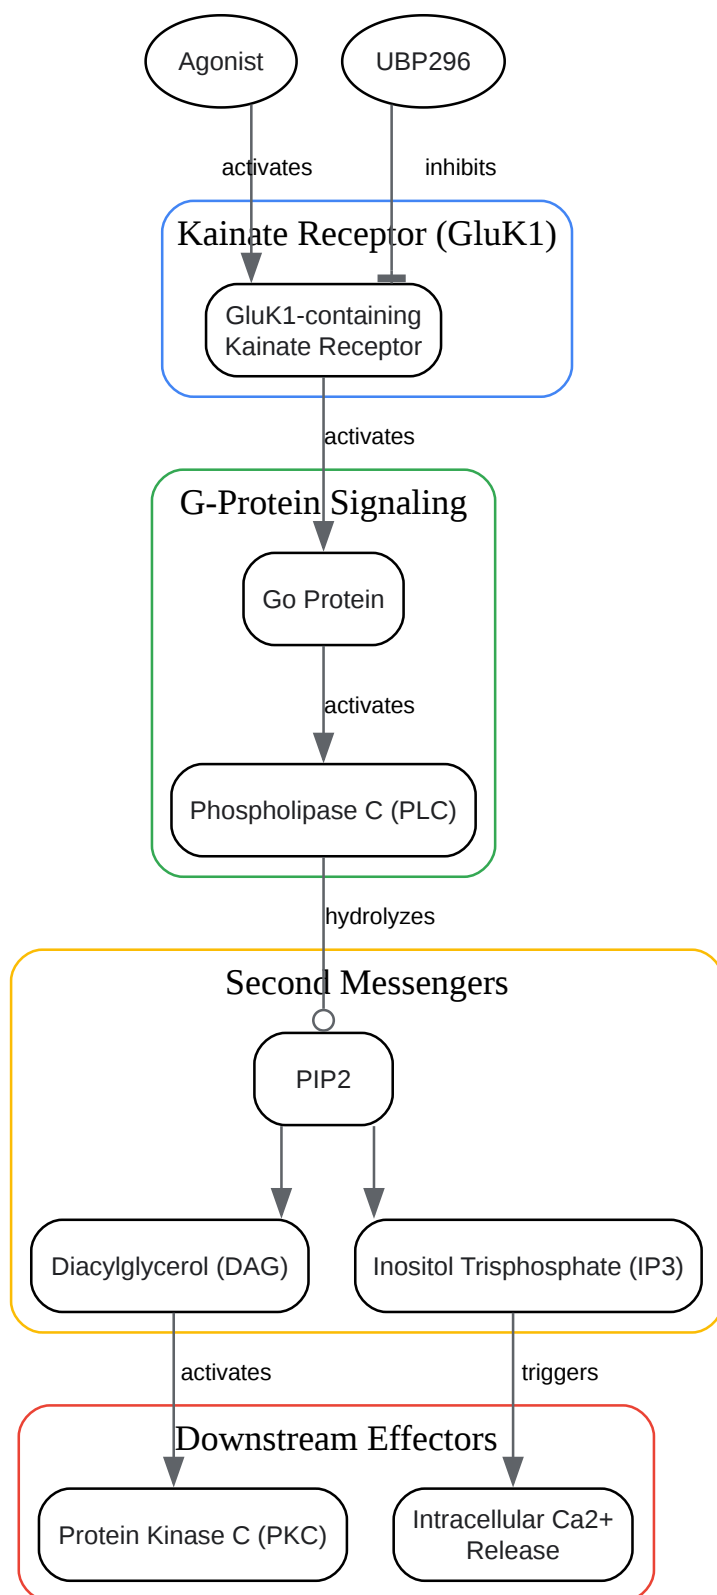 Agonist
UBP296
activates
inhibits
Kainate Receptor (GluK1)
GluK1-containing
Kainate Receptor
activates
G-Protein Signaling
Go Protein
activates
Phospholipase C (PLC)
hydrolyzes
Second Messengers
PIP2
Diacylglycerol (DAG)
Inositol Trisphosphate (IP3)
activates
triggers
Downstream Effectors
Protein Kinase C (PKC)
Intracellular Ca2+
Release